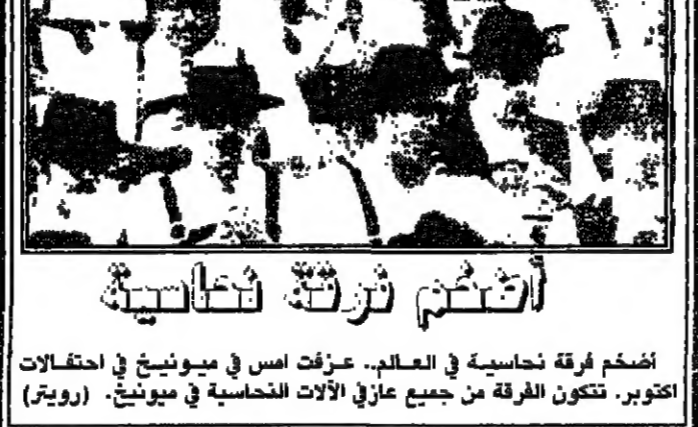 أضخم فرقة نحاسية
أضخم فرقة نحاسية في العالم.. عزفت امس في ميونيخ في احتفالات
اكتوبر. تتكون الفرقة من جميع عازفي الآلات النحاسية في ميونيخ. (رويتر)